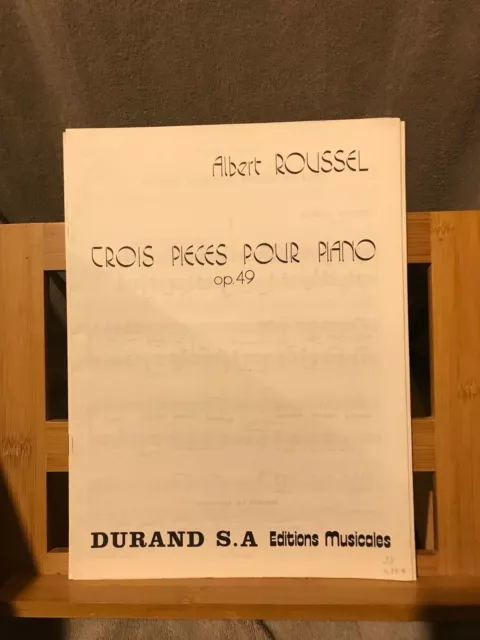 Albert ROUSSEL
TROIS PIECES POUR PIANO
op.49
DURAND S.A Editions Musicales